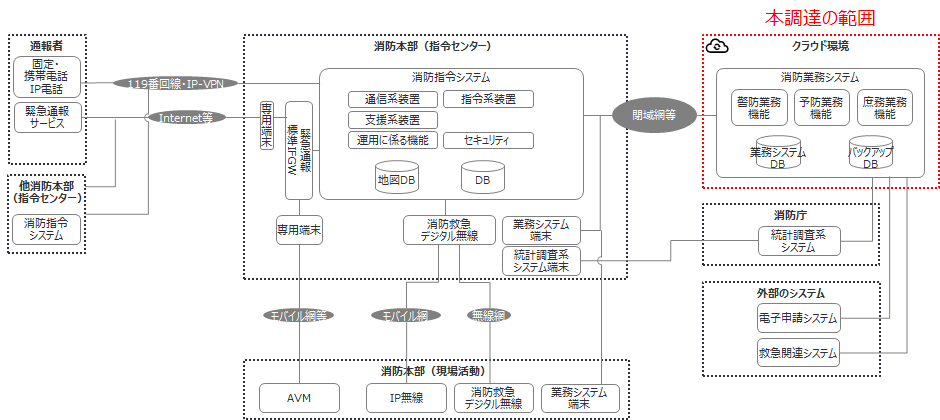 本調達の範囲
通報者
固定・
携帯電話
IP電話
緊急通報
サービス
他消防本部
(指令センター)
消防指令
システム
119番回線・IP-VPN
Internet等
消防本部(指令センター)
専用端末
緊急通報
標準IFGW
消防指令システム
通信系装置
指令系装置
支援系装置
運用に係る機能
セキュリティ
地図DB
DB
専用端末
消防救急
デジタル無線
業務システム
端末
統計調査系
システム端末
閉域網等
クラウド環境
消防業務システム
警防業務
機能
予防業務
機能
庶務業務
機能
業務システム
DB
バックアップ
DB
消防庁
統計調査系
システム
外部のシステム
電子申請システム
救急関連システム
モバイル網等
モバイル網
無線網
消防本部(現場活動)
AVM
IP無線
消防救急
デジタル無線
業務システム
端末